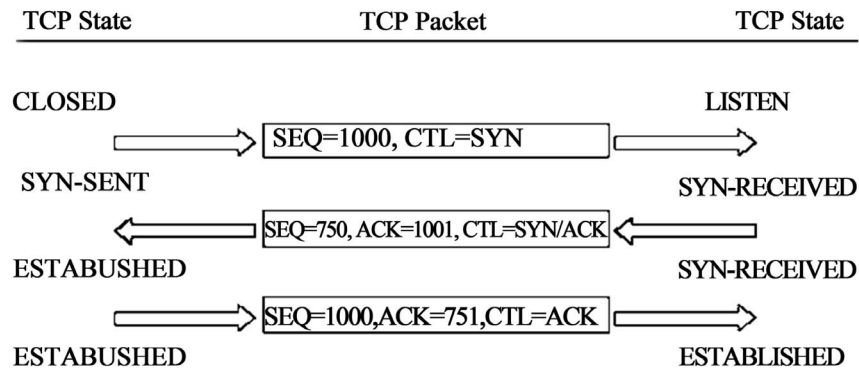 TCP State TCP Packet TCP State
CLOSED LISTEN
SEQ=1000, CTL=SYN
SYN-SENT SYN-RECEIVED
SEQ=750, ACK=1001, CTL=SYN/ACK
ESTABUSHED SYN-RECEIVED
SEQ=1000,ACK=751,CTL=ACK
ESTABUSHED ESTABLISHED